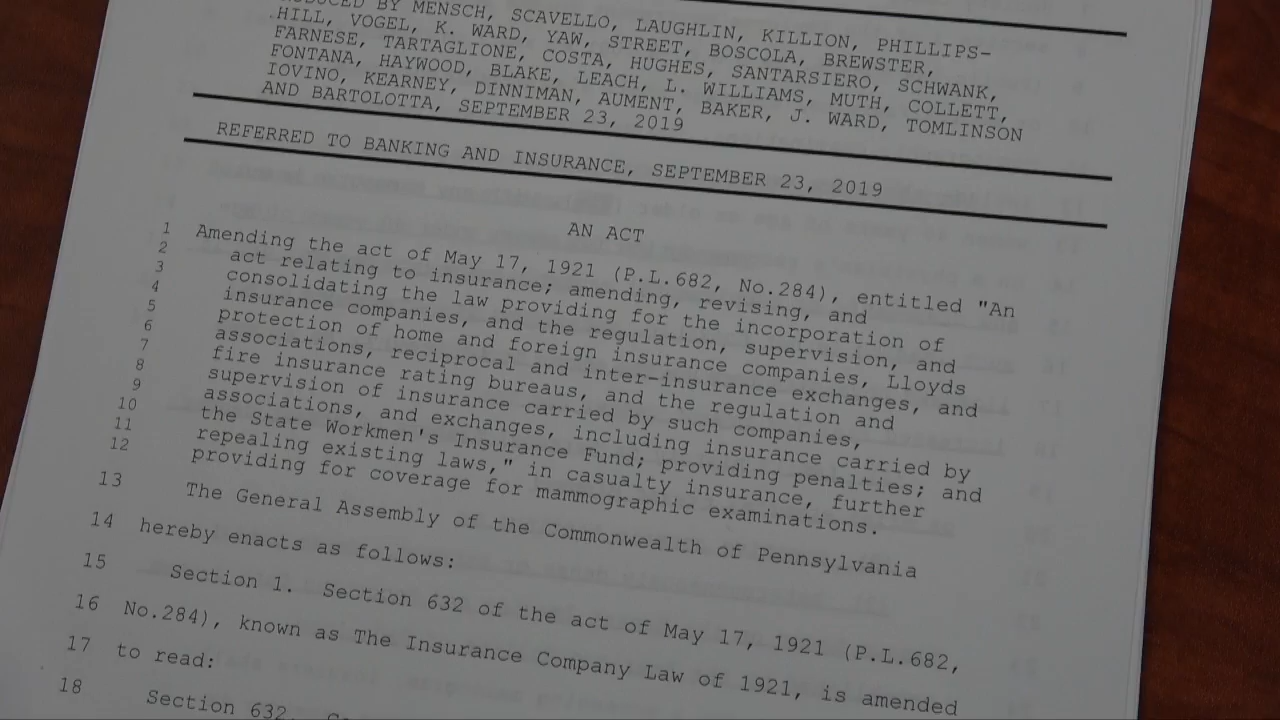 BY MENSCH, SCAVELLO, LAUGHLIN, KILLION, PHILLIPS-
HILL, VOGEL, K. WARD, YAW, STREET, BOSCOLA, BREWSTER,
FARNESE, TARTAGLIONE, COSTA, HUGHES, SANTARSIERO, SCHWANK,
FONTANA, HAYWOOD, BLAKE, LEACH, L. WILLIAMS, MUTH, COLLETT,
IOVINO, KEARNEY, DINNIMAN, AUMENT, BAKER, J. WARD, TOMLINSON
AND BARTOLOTTA, SEPTEMBER 23, 2019
REFERRED TO BANKING AND INSURANCE, SEPTEMBER 23, 2019
AN ACT
1 Amending the act of May 17, 1921 (P.L.682, No.284), entitled "An
2 act relating to insurance; amending, revising, and
3 consolidating the law providing for the incorporation of
4 insurance companies, and the regulation, supervision, and
5 protection of home and foreign insurance companies, Lloyds
6 associations, reciprocal and inter-insurance exchanges, and
7 fire insurance rating bureaus, and the regulation and
8 supervision of insurance carried by such companies,
9 associations, and exchanges, including insurance carried by
10 the State Workmen's Insurance Fund; providing penalties; and
11 repealing existing laws," in casualty insurance, further
12 providing for coverage for mammographic examinations.
13 The General Assembly of the Commonwealth of Pennsylvania
14 hereby enacts as follows:
15 Section 1. Section 632 of the act of May 17, 1921 (P.L.682,
16 No.284), known as The Insurance Company Law of 1921, is amended
17 to read:
18 Section 632.